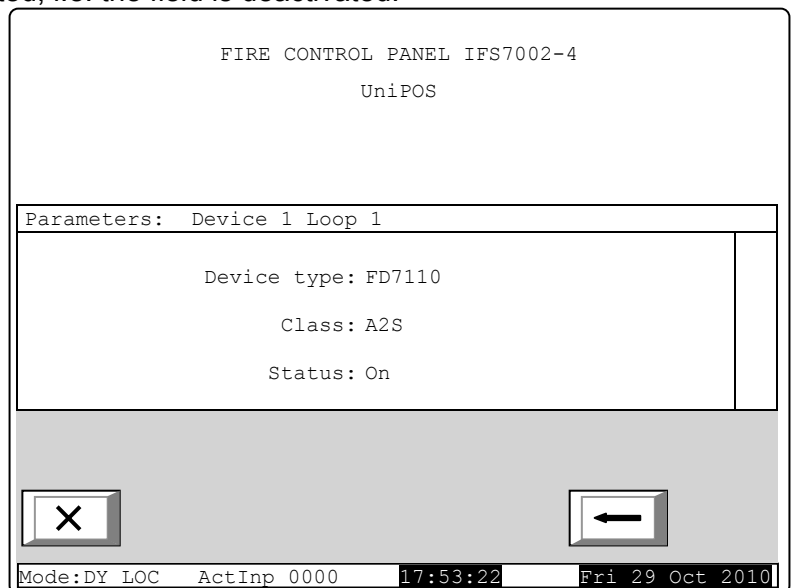 FIRE CONTROL PANEL IFS7002-4
UniPOS
Parameters: Device 1 Loop 1
Device type: FD7110
Class: A2S
Status: On
Mode:DY LOC ActInp 0000 17:53:22 Fri 29 Oct 2010